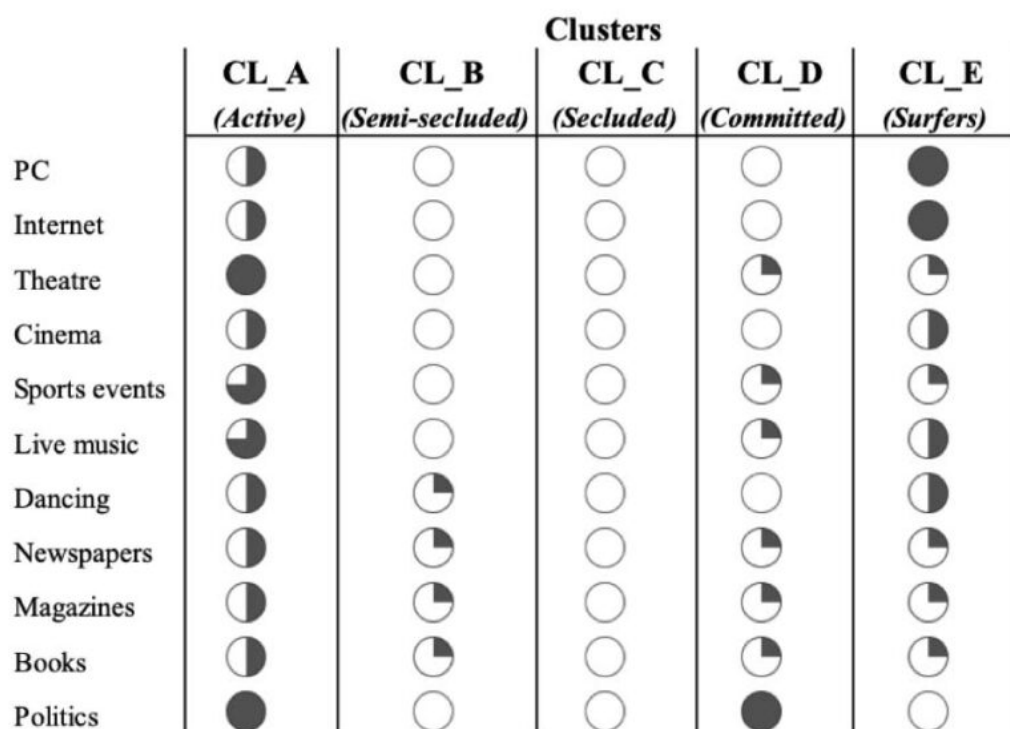 Clusters
CL_A CL_B CL_C CL_D CL_E
(Active) (Semi-secluded) (Secluded) (Committed) (Surfers)
PC
Internet
Theatre
Cinema
Sports events
Live music
Dancing
Newspapers
Magazines
Books
Politics